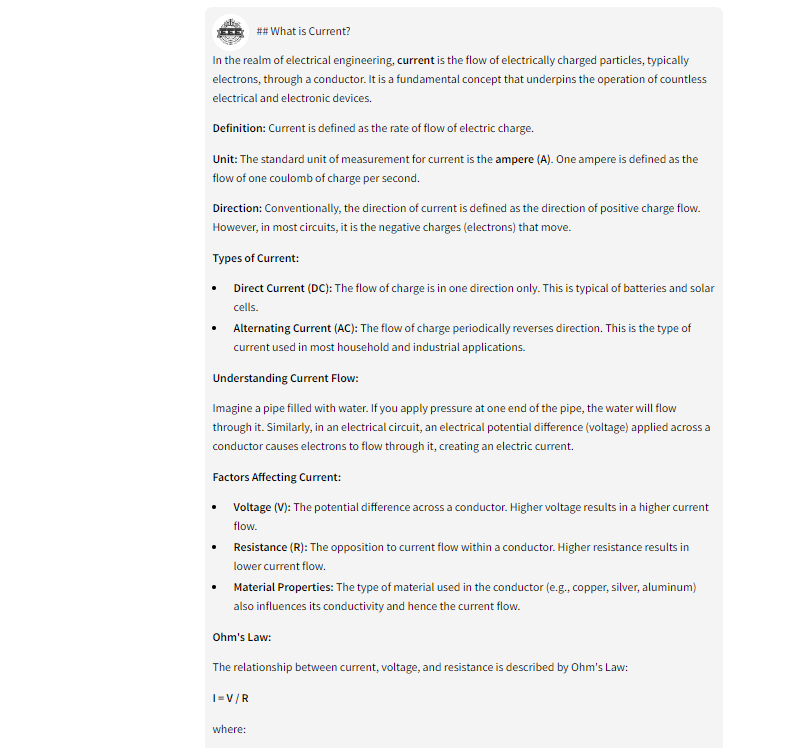 EEE
## What is Current?
In the realm of electrical engineering, current is the flow of electrically charged particles, typically
electrons, through a conductor. It is a fundamental concept that underpins the operation of countless
electrical and electronic devices.
Definition: Current is defined as the rate of flow of electric charge.
Unit: The standard unit of measurement for current is the ampere (A). One ampere is defined as the
flow of one coulomb of charge per second.
Direction: Conventionally, the direction of current is defined as the direction of positive charge flow.
However, in most circuits, it is the negative charges (electrons) that move.
Types of Current:
• Direct Current (DC): The flow of charge is in one direction only. This is typical of batteries and solar
cells.
• Alternating Current (AC): The flow of charge periodically reverses direction. This is the type of
current used in most household and industrial applications.
Understanding Current Flow:
Imagine a pipe filled with water. If you apply pressure at one end of the pipe, the water will flow
through it. Similarly, in an electrical circuit, an electrical potential difference (voltage) applied across a
conductor causes electrons to flow through it, creating an electric current.
Factors Affecting Current:
• Voltage (V): The potential difference across a conductor. Higher voltage results in a higher current
flow.
• Resistance (R): The opposition to current flow within a conductor. Higher resistance results in
lower current flow.
• Material Properties: The type of material used in the conductor (e.g., copper, silver, aluminum)
also influences its conductivity and hence the current flow.
Ohm's Law:
The relationship between current, voltage, and resistance is described by Ohm's Law:
I = V / R
where: